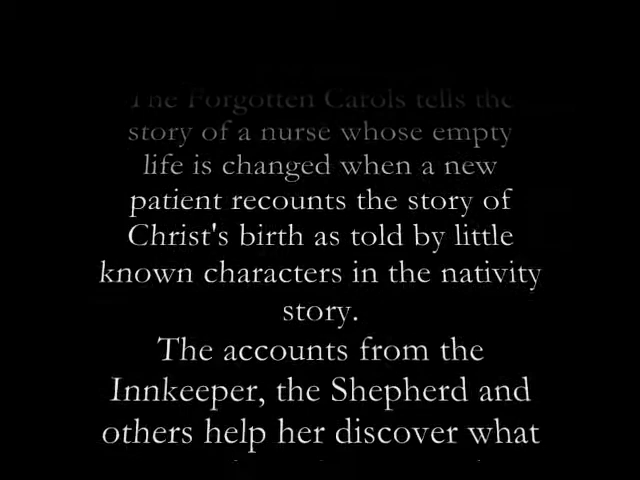 The Forgotten Carols tells the
story of a nurse whose empty
life is changed when a new
patient recounts the story of
Christ's birth as told by little
known characters in the nativity
story.
The accounts from the
Innkeeper, the Shepherd and
others help her discover what